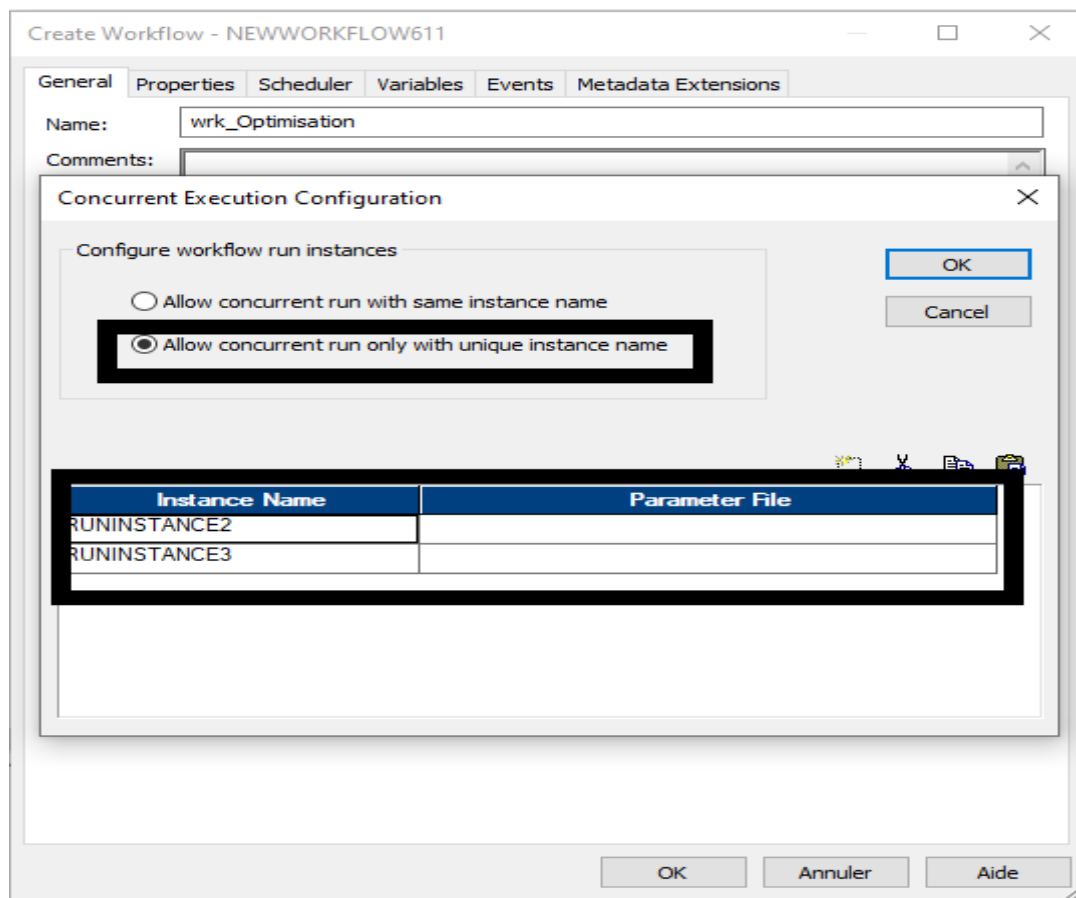 Create Workflow - NEWWORKFLOW611
General Properties Scheduler Variables Events Metadata Extensions
Name: wrk_Optimisation
Comments:
Concurrent Execution Configuration
Configure workflow run instances
OK
Allow concurrent run with same instance name
Cancel
Allow concurrent run only with unique instance name
Instance Name Parameter File
RUNINSTANCE2
RUNINSTANCE3
OK Annuler Aide